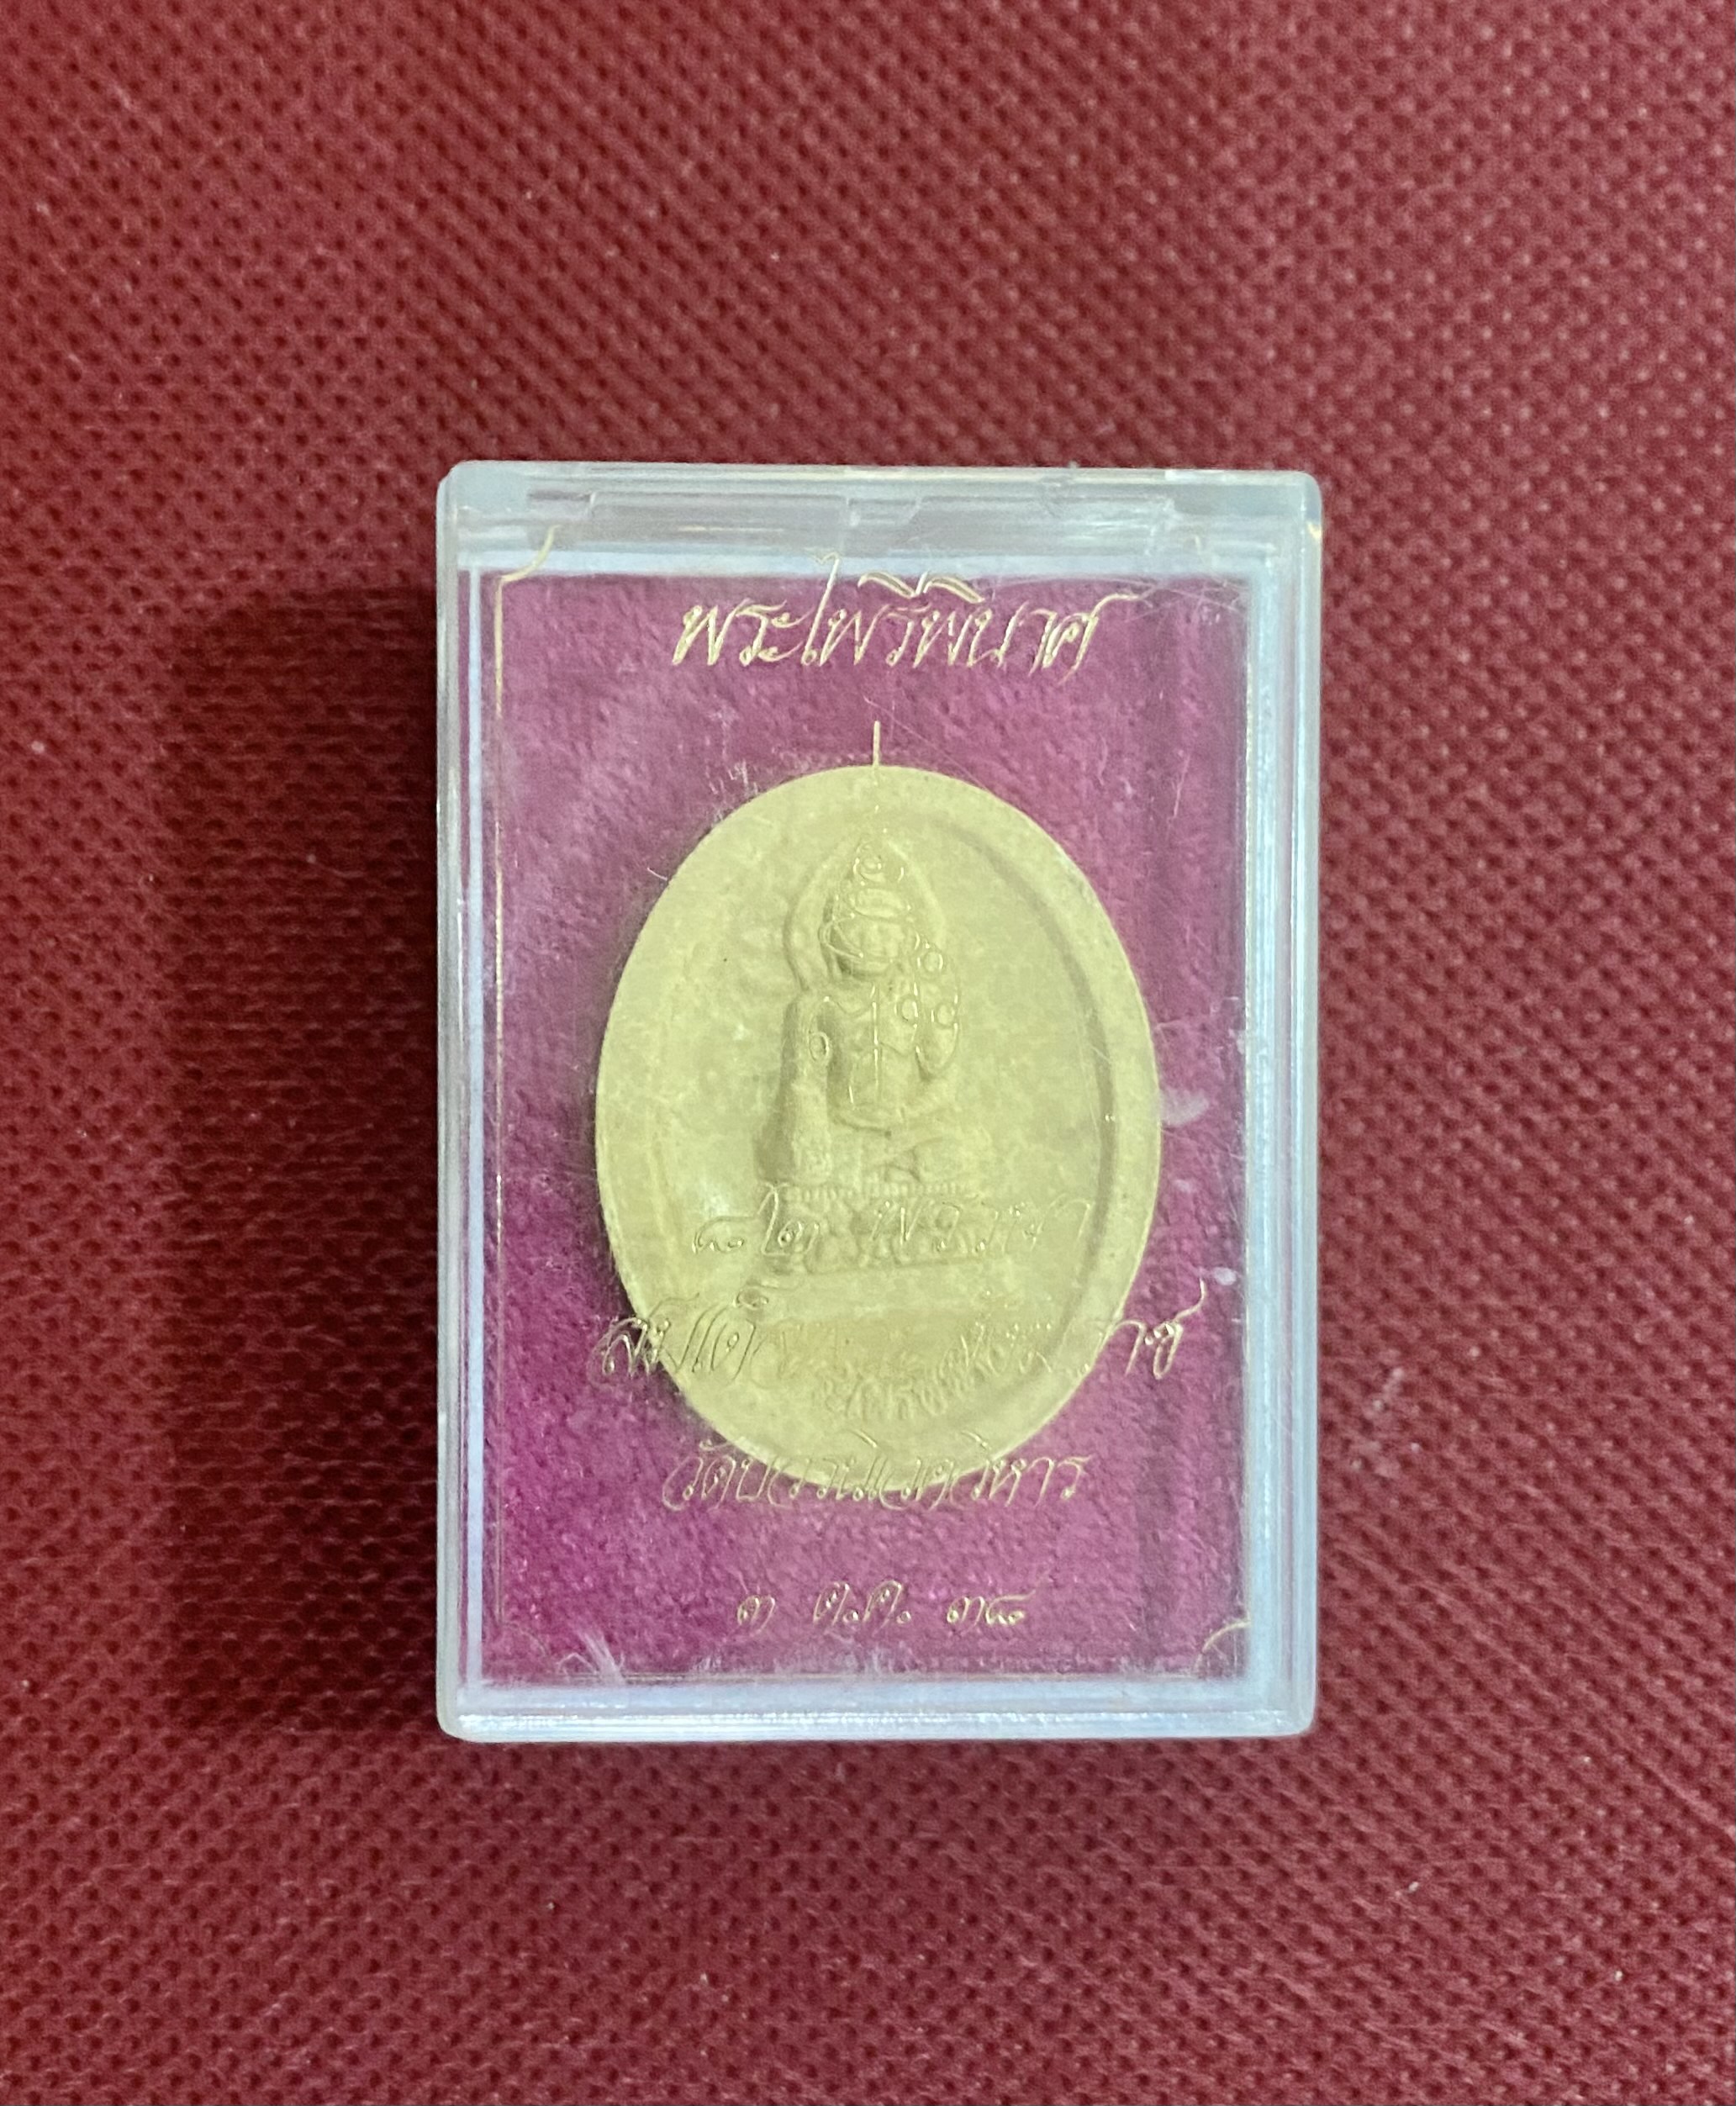 พระไพรีพินาศ
๘๒ พรรษา
สมเด็จพระสังฆราช
วัดบวรนิเวศวิหาร
๓ ต.ค. ๓๘